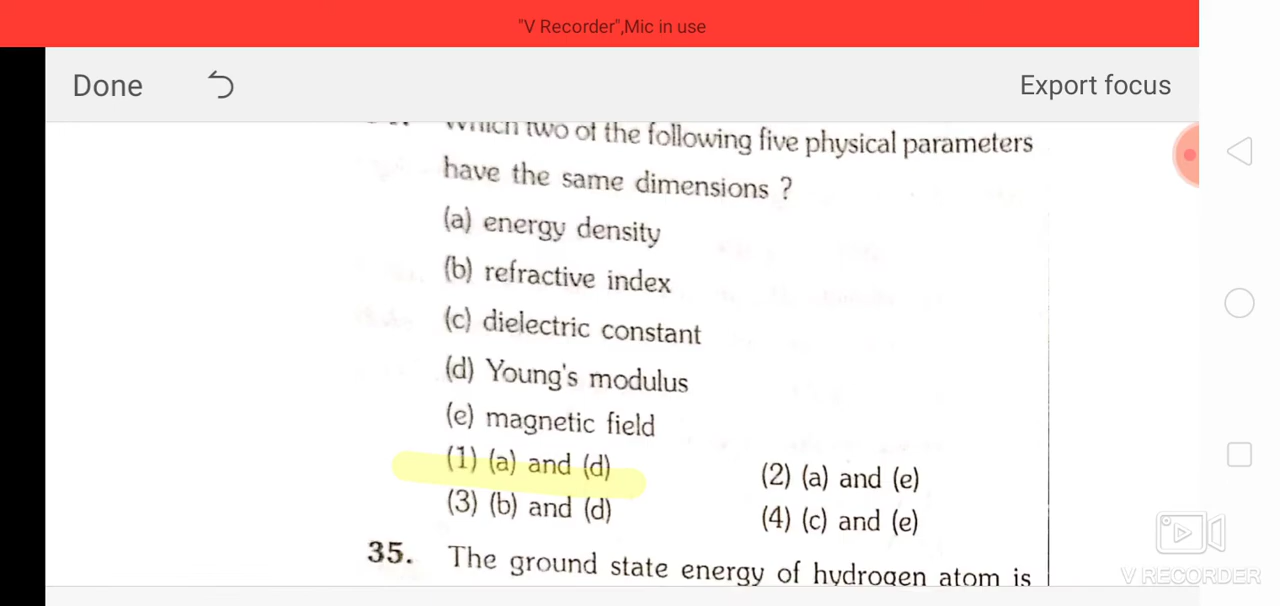 "V Recorder",Mic in use
Done
Export focus
Which two of the following five physical parameters
have the same dimensions ?
(a) energy density
(b) refractive index
(c) dielectric constant
(d) Young's modulus
(e) magnetic field
(1) (a) and (d) (2) (a) and (e)
(3) (b) and (d) (4) (c) and (e)
35. The ground state energy of hydrogen atom is
V RECORDER